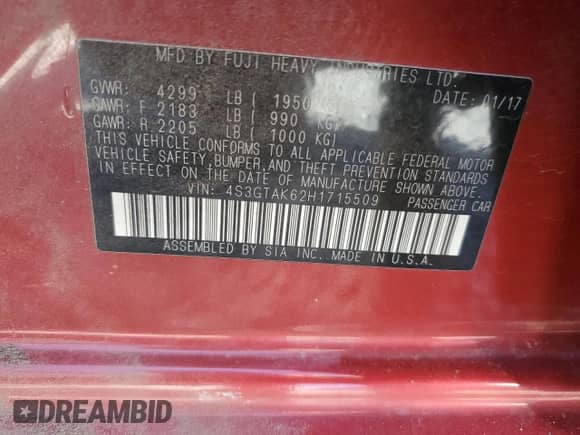 MFD. BY FUJI HEAVY INDUSTRIES LTD.
DATE: 01/17
GVWR: 4299 LB ( 1950
GAWR: F 2183 LB ( 990 KG)
GAWR: R 2205 LB ( 1000 KG)
THIS VEHICLE CONFORMS TO ALL APPLICABLE FEDERAL MOTOR
VEHICLE SAFETY, BUMPER, AND THEFT PREVENTION STANDARDS
IN EFFECT ON THE DATE OF MANUFACTURE SHOWN ABOVE.
VIN: 4S3GTAK62H1715509 PASSENGER CAR
ASSEMBLED BY SIA INC. MADE IN U.S.A.
DREAMBID